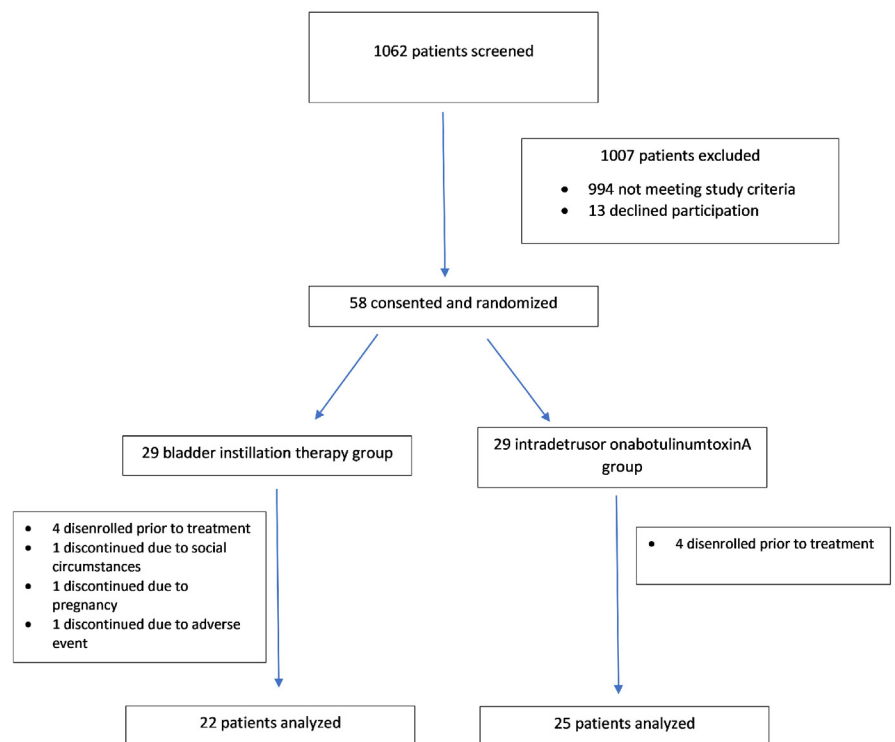 1062 patients screened
1007 patients excluded
• 994 not meeting study criteria
• 13 declined participation
58 consented and randomized
29 bladder instillation therapy group
29 intradetrusor onabotulinumtoxinA
group
• 4 disenrolled prior to treatment
• 1 discontinued due to social
circumstances
• 1 discontinued due to
pregnancy
• 1 discontinued due to adverse
event
• 4 disenrolled prior to treatment
22 patients analyzed
25 patients analyzed